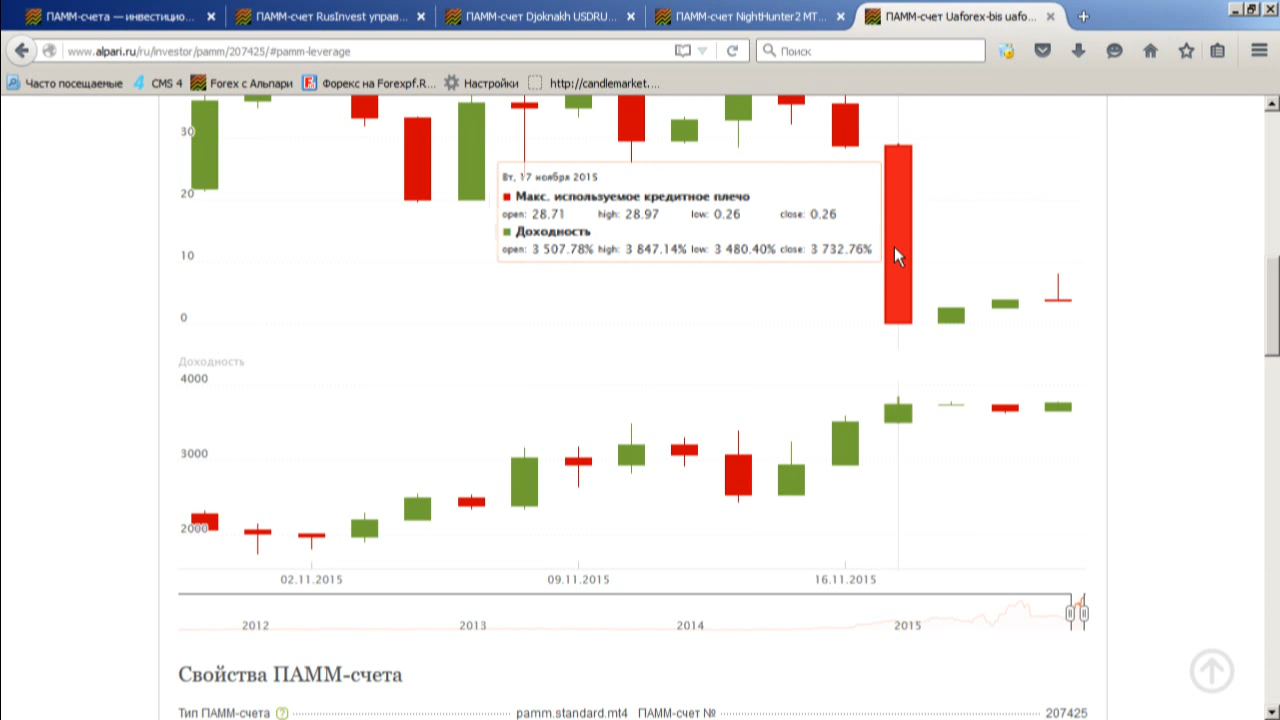 ПАММ-счета — инвестицио...
ПАММ-счет RusInvest управ...
ПАММ-счет Djoknakh USDRU...
ПАММ-счет NightHunter2 MT...
ПАММ-счет Uaforex-bis uafo...
www.alpari.ru/ru/investor/pamm/207425/#pamm-leverage
Поиск
Часто посещаемые
CMS 4
Forex с Альпари
Форекс на Forexpf.R...
Настройки
http://candlemarket....
30
20
10
0
Вт, 17 ноября 2015
Макс. используемое кредитное плечо
open: 28.71 high: 28.97 low: 0.26 close: 0.26
Доходность
open: 3 507.78% high: 3 847.14% low: 3 480.40% close: 3 732.76%
Доходность
4000
3000
2000
02.11.2015 09.11.2015 16.11.2015
2012 2013 2014 2015
Свойства ПАММ-счета
Тип ПАММ-счета ? pamm.standard.mt4 ПАММ-счет № 207425